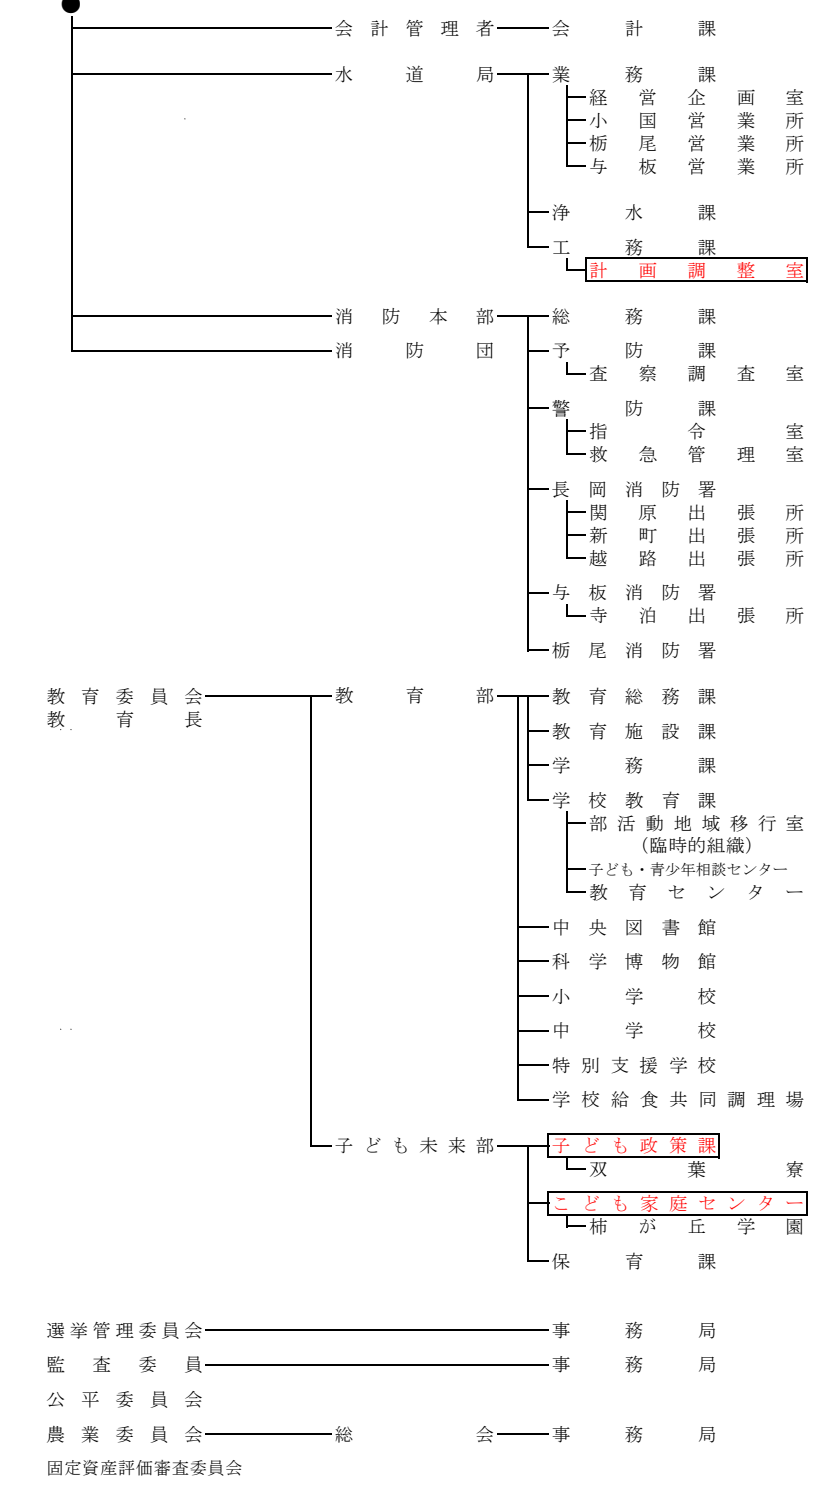 会計管理者 会計課
水道局 業務課
経営企画室
小国営業所
栃尾営業所
与板営業所
浄水課
工務課
計画調整室
消防本部 総務課
消防団 予防課
査察調査室
警防課
指令室
救急管理室
長岡消防署
関原出張所
新町出張所
越路出張所
与板消防署
寺泊出張所
栃尾消防署
教育委員会 教育部 教育総務課
教育長
教育施設課
学務課
学校教育課
部活動地域移行室
（臨時的組織）
子ども・青少年相談センター
教育センター
中央図書館
科学博物館
小学校
中学校
特別支援学校
学校給食共同調理場
子ども未来部 子ども政策課
双葉寮
こども家庭センター
柿が丘学園
保育課
選挙管理委員会 事務局
監査委員 事務局
公平委員会
農業委員会 総会 事務局
固定資産評価審査委員会